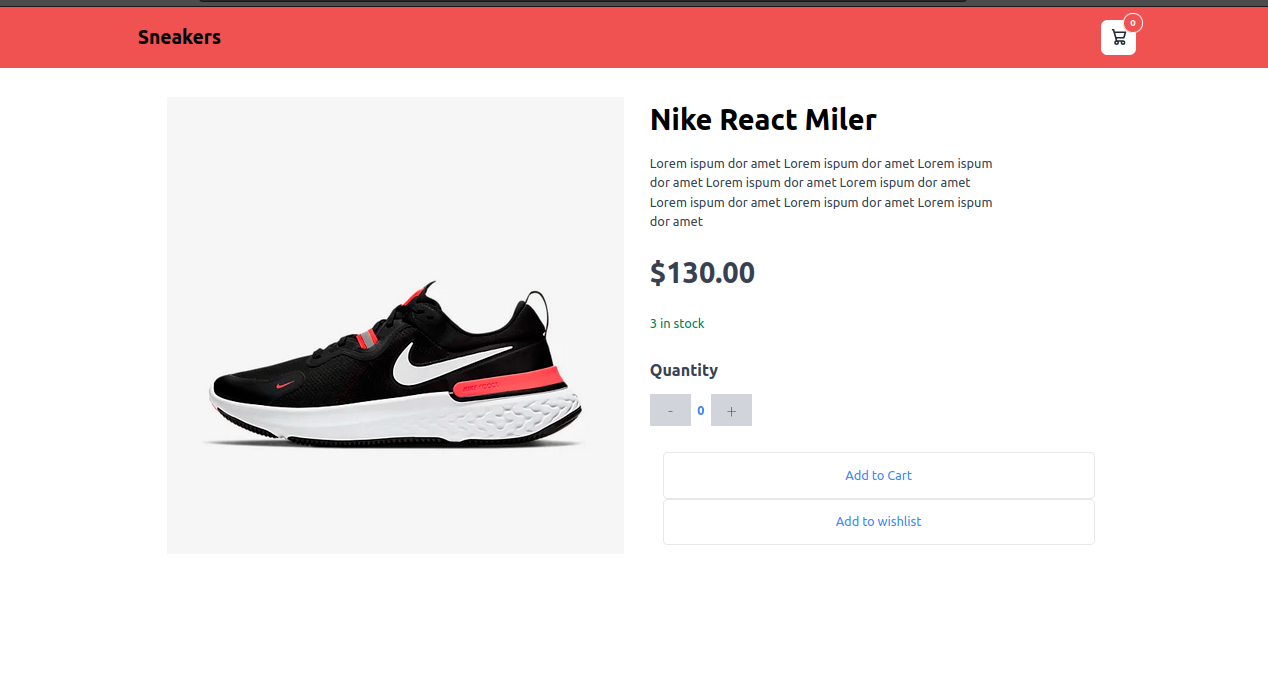 Sneakers
0
Nike React Miler
Lorem ispum dor amet Lorem ispum dor amet Lorem ispum
dor amet Lorem ispum dor amet Lorem ispum dor amet
Lorem ispum dor amet Lorem ispum dor amet Lorem ispum
dor amet
$130.00
3 in stock
Quantity
- 0 +
Add to Cart
Add to wishlist